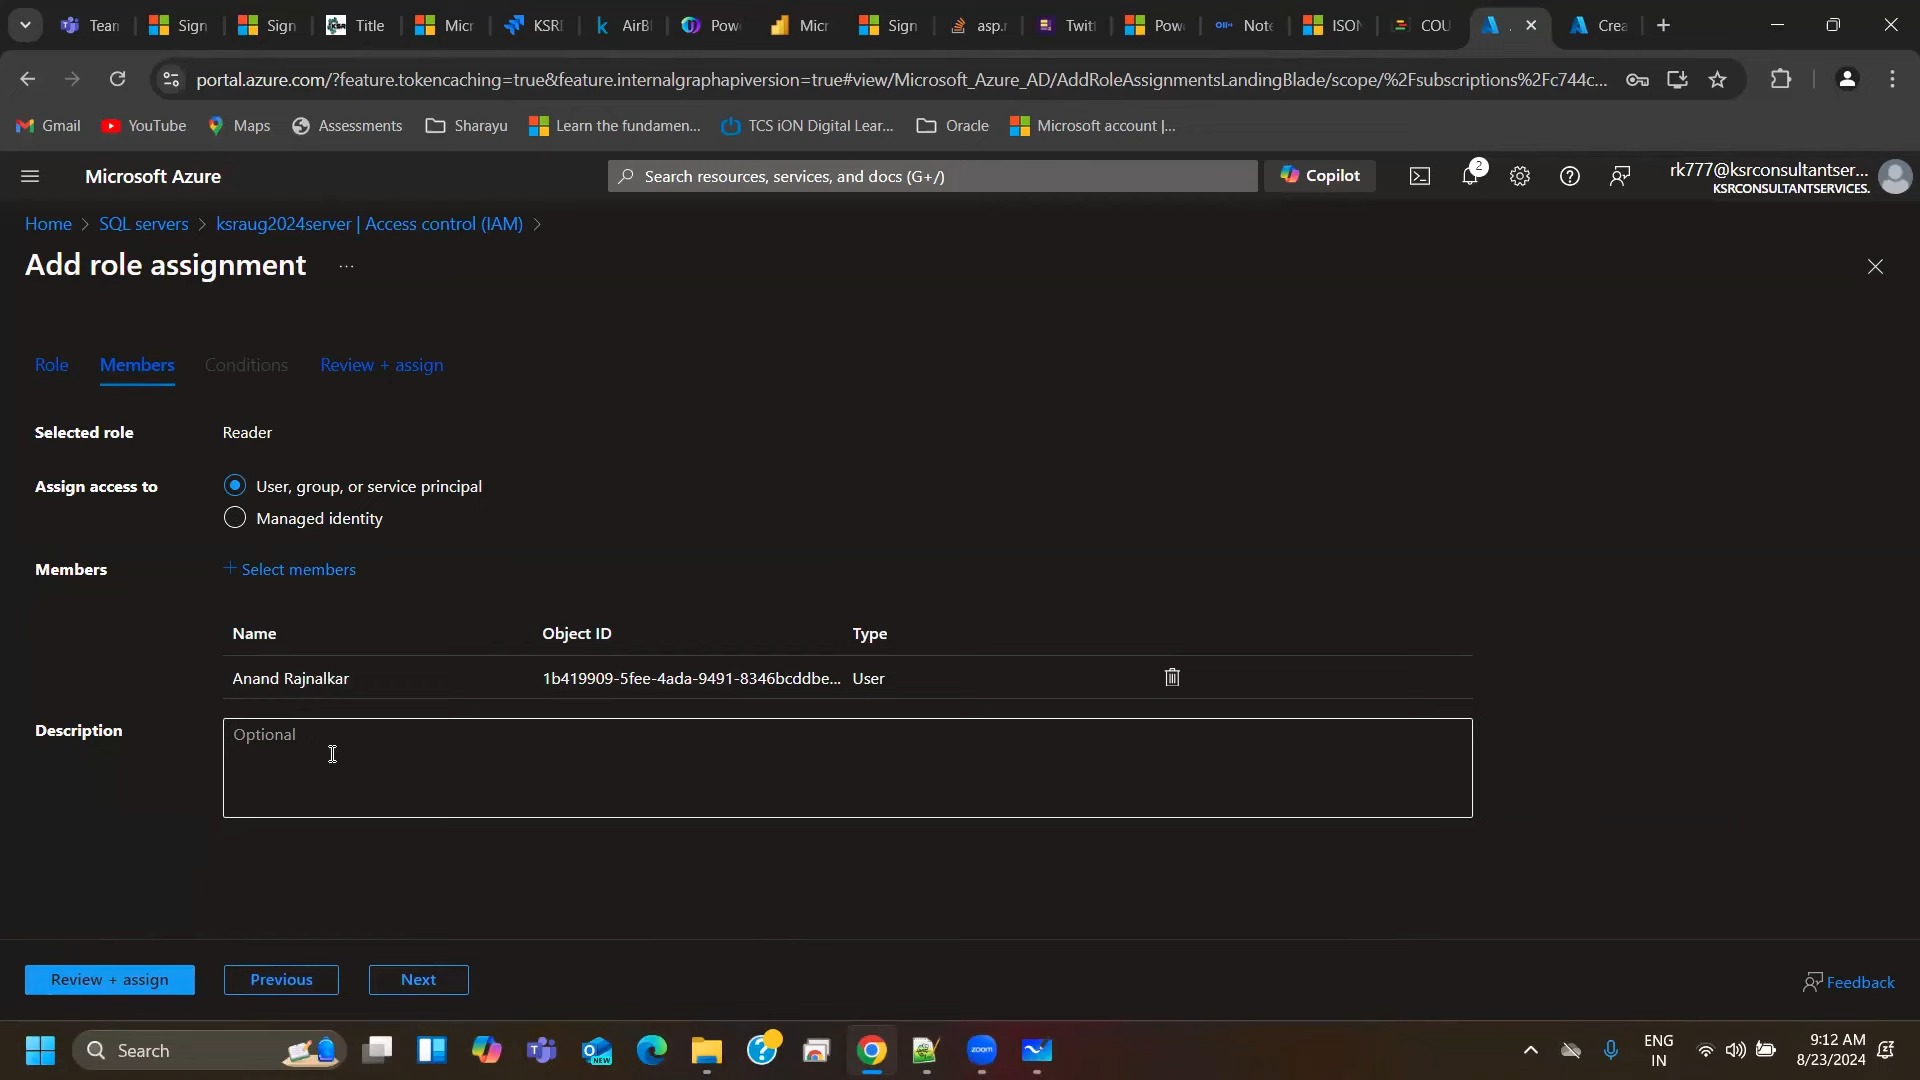 Tean
Sign
Sign
Title
Micr
KSRI
AirBl
Pow
Micr
Sign
asp.r
Twitt
Pow
Note
ISON
COU
Crea
portal.azure.com/?feature.tokencaching=true&feature.internalgraphapiversion=true#view/Microsoft_Azure_AD/AddRoleAssignmentsLandingBlade/scope/%2Fsubscriptions%2Fc744c...
Gmail
YouTube
Maps
Assessments
Sharayu
Learn the fundamen...
TCS iON Digital Lear...
Oracle
Microsoft account |...
Microsoft Azure
Search resources, services, and docs (G+/)
Copilot
2
rk777@ksrconsultantser...
KSRCONSULTANTSERVICES.
Home > SQL servers > ksraug2024server | Access control (IAM) >
Add role assignment ...
Role
Members
Conditions
Review + assign
Selected role
Reader
Assign access to
User, group, or service principal
Managed identity
Members
+ Select members
Name
Object ID
Type
Anand Rajnalkar
1b419909-5fee-4ada-9491-8346bcddbe...
User
Description
Optional
Review + assign
Previous
Next
Feedback
Search
NEW
zoom
ENG
IN
9:12 AM
8/23/2024